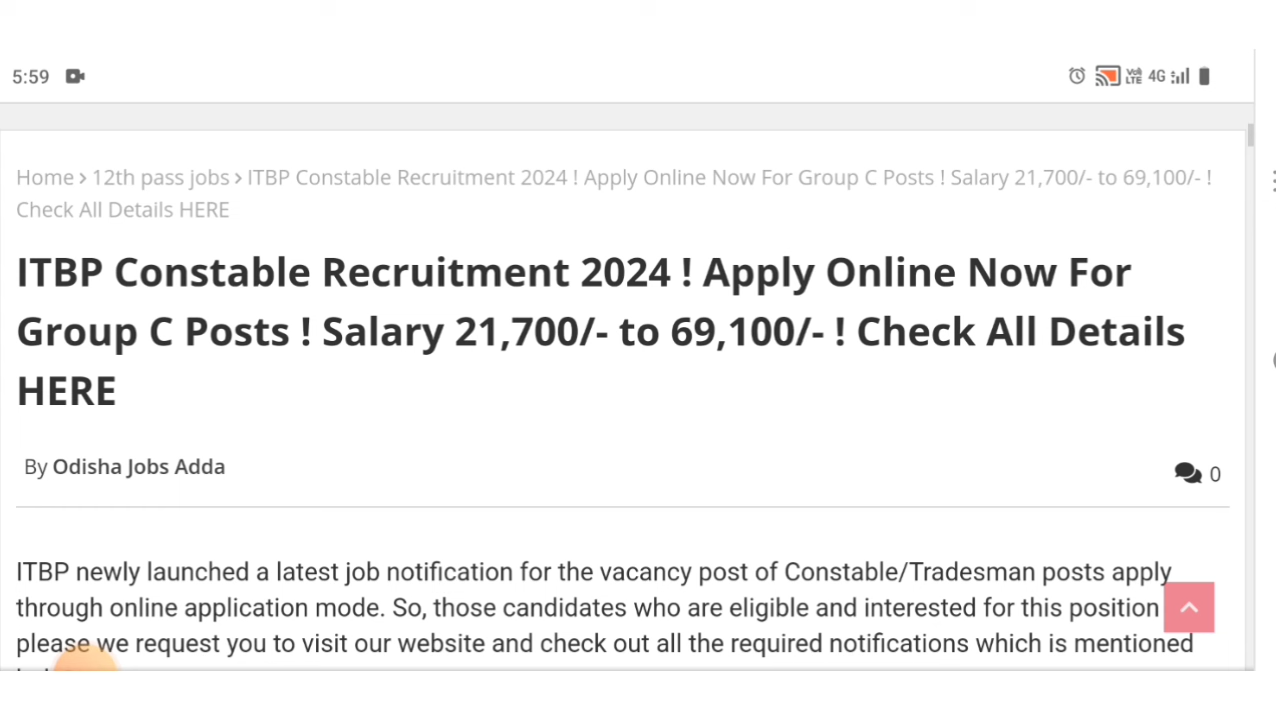 5:59
VoLTE 4G
Home › 12th pass jobs › ITBP Constable Recruitment 2024 ! Apply Online Now For Group C Posts ! Salary 21,700/- to 69,100/- !
Check All Details HERE
ITBP Constable Recruitment 2024 ! Apply Online Now For
Group C Posts ! Salary 21,700/- to 69,100/- ! Check All Details
HERE
By Odisha Jobs Adda
0
ITBP newly launched a latest job notification for the vacancy post of Constable/Tradesman posts apply
through online application mode. So, those candidates who are eligible and interested for this position
please we request you to visit our website and check out all the required notifications which is mentioned